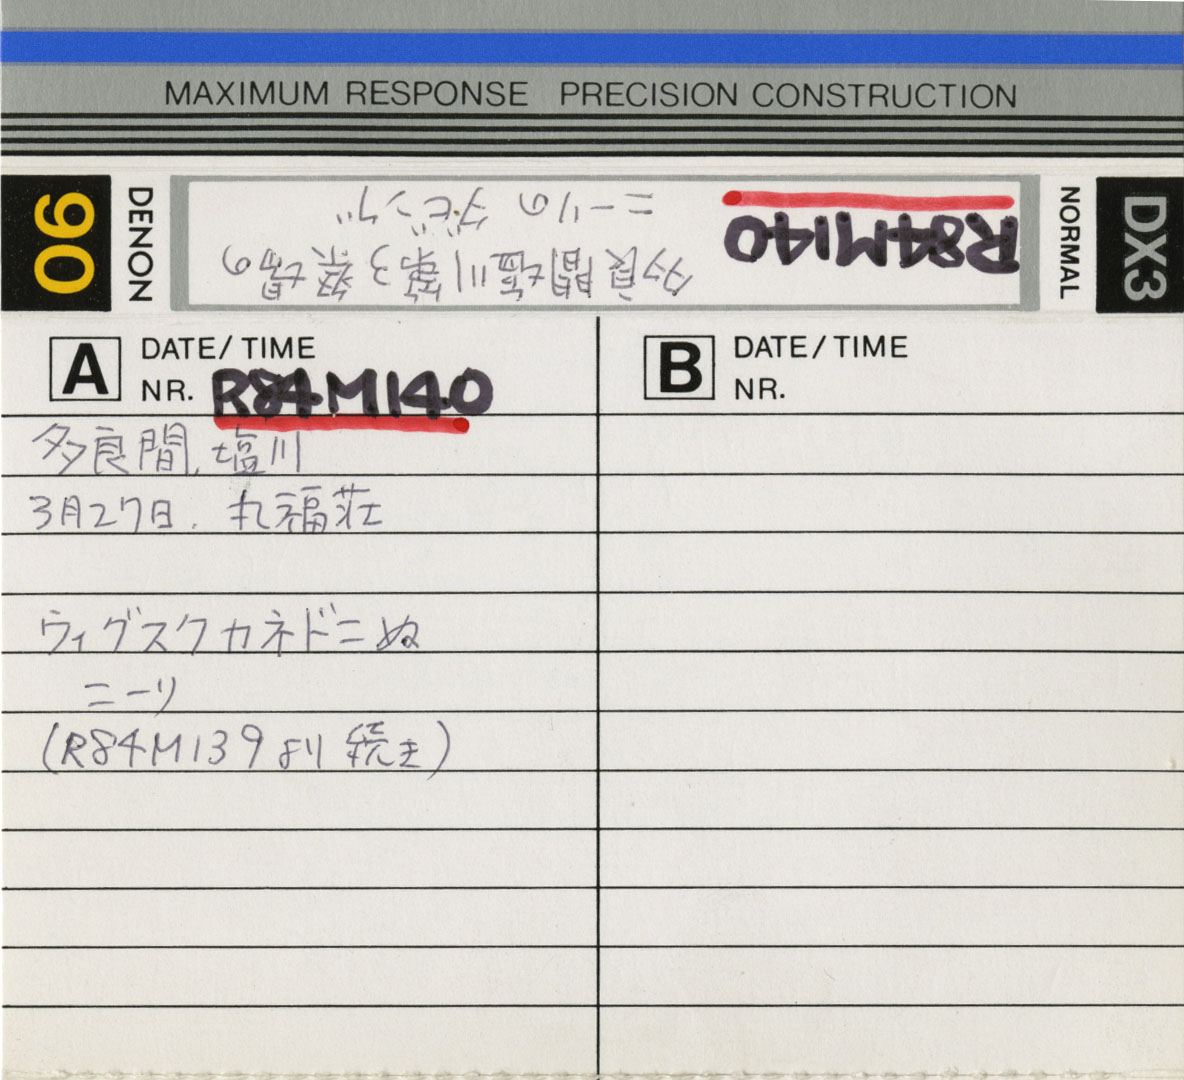 MAXIMUM RESPONSE PRECISION CONSTRUCTION
90
DENON
R84M140
多良間塩川第3祭場の
ニーリのダビング
NORMAL
DX3
A DATE/TIME
NR. R84M140
多良間,塩川
3月27日. 丸福荘
ウィグスクカネドニぬ
ニーリ
(R84M139より続き)
B DATE/TIME
NR.